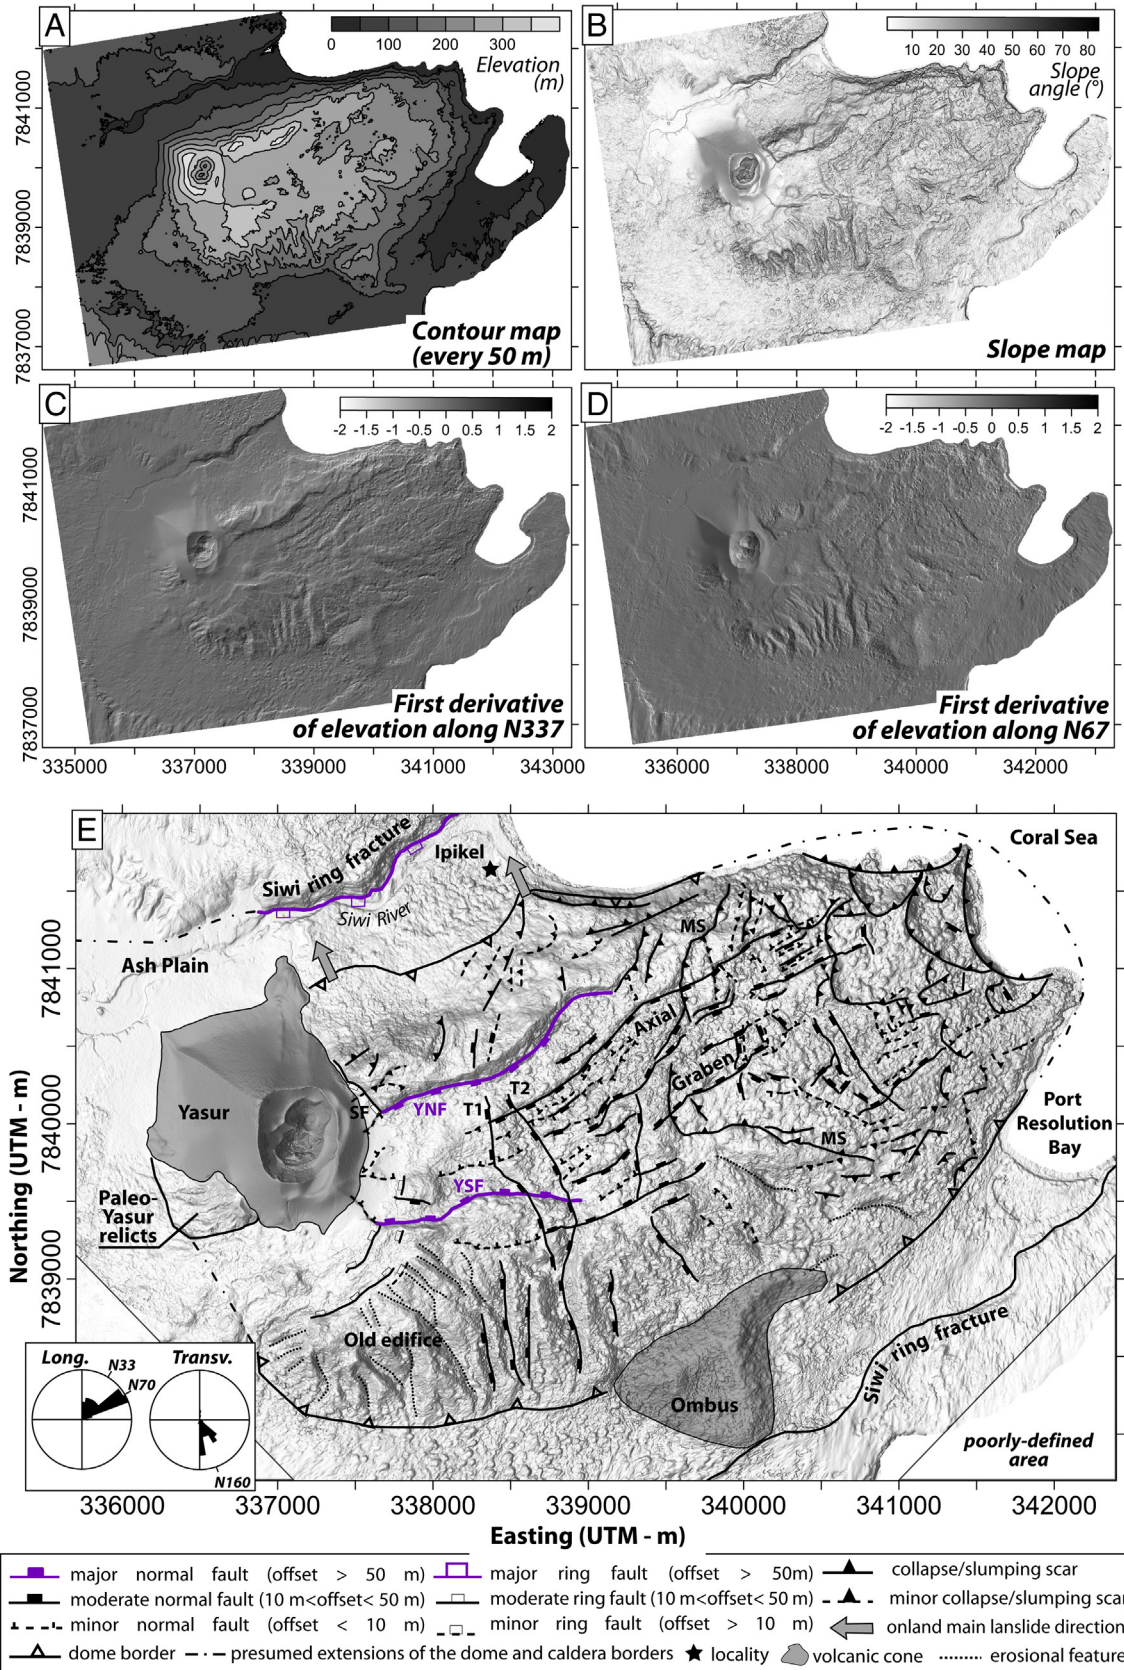 A
0 100 200 300
Elevation
(m)
7841000
7839000
7837000
Contour map
(every 50 m)
B
10 20 30 40 50 60 70 80
Slope
angle (°)
Slope map
C
-2 -1.5 -1 -0.5 0 0.5 1 1.5 2
7841000
7839000
7837000
First derivative
of elevation along N337
335000 337000 339000 341000 343000
D
-2 -1.5 -1 -0.5 0 0.5 1 1.5 2
First derivative
of elevation along N67
336000 338000 340000 342000
E
Siwi ring fracture
Ipikel
Coral Sea
Siwi River
MS
Ash Plain
Axial
Graben
T2
SF
YNF
T1
Yasur
Port
Resolution
Bay
MS
YSF
Paleo-
Yasur
relicts
Old edifice
Siwi ring fracture
Ombus
poorly-defined
area
Long.
N33
N70
Transv.
N160
7841000
7840000
7839000
Northing (UTM - m)
336000 337000 338000 339000 340000 341000 342000
Easting (UTM - m)
major normal fault (offset > 50 m)
major ring fault (offset > 50m)
collapse/slumping scar
moderate normal fault (10 m<offset< 50 m)
moderate ring fault (10 m<offset< 50 m)
minor collapse/slumping scar
minor normal fault (offset < 10 m)
minor ring fault (offset > 10 m)
onland main lanslide direction
dome border
presumed extensions of the dome and caldera borders
locality
volcanic cone
erosional feature